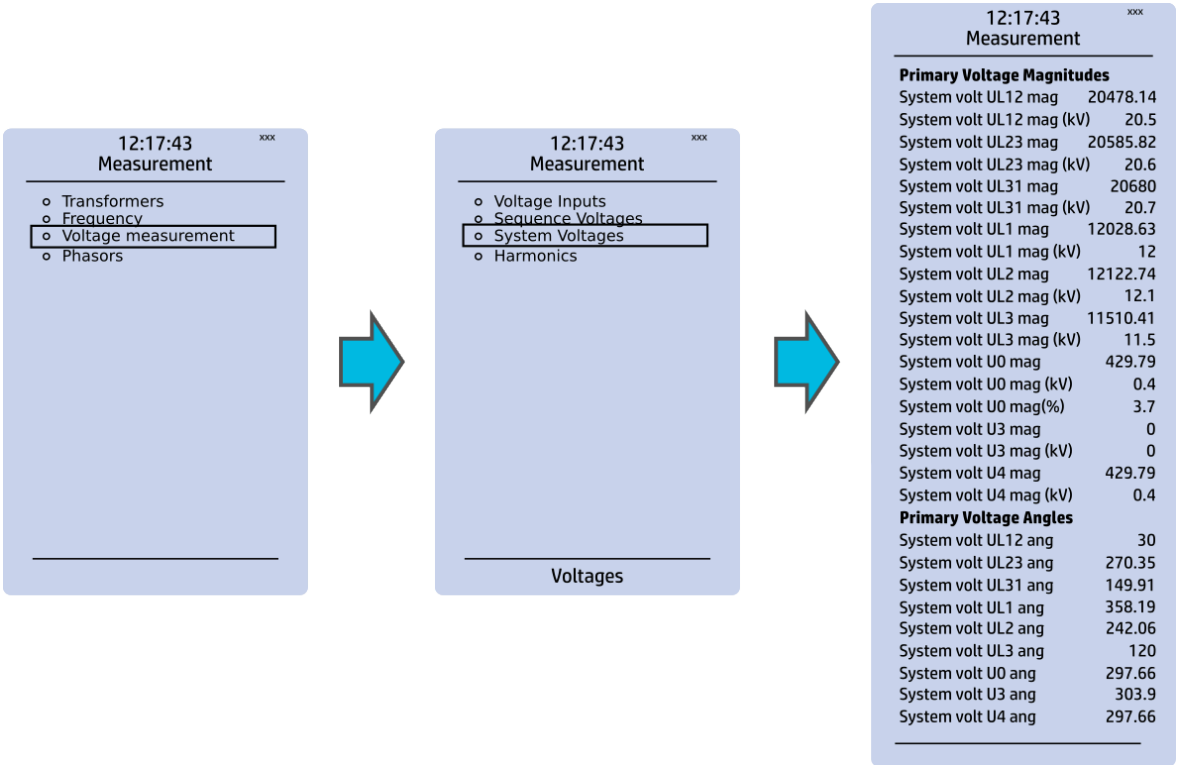 12:17:43 xxx
Measurement
Transformers
Frequency
Voltage measurement
Phasors
12:17:43 xxx
Measurement
Voltage Inputs
Sequence Voltages
System Voltages
Harmonics
Voltages
12:17:43 xxx
Measurement
Primary Voltage Magnitudes
System volt UL12 mag 20478.14
System volt UL12 mag (kV) 20.5
System volt UL23 mag 20585.82
System volt UL23 mag (kV) 20.6
System volt UL31 mag 20680
System volt UL31 mag (kV) 20.7
System volt UL1 mag 12028.63
System volt UL1 mag (kV) 12
System volt UL2 mag 12122.74
System volt UL2 mag (kV) 12.1
System volt UL3 mag 11510.41
System volt UL3 mag (kV) 11.5
System volt U0 mag 429.79
System volt U0 mag (kV) 0.4
System volt U0 mag(%) 3.7
System volt U3 mag 0
System volt U3 mag (kV) 0
System volt U4 mag 429.79
System volt U4 mag (kV) 0.4
Primary Voltage Angles
System volt UL12 ang 30
System volt UL23 ang 270.35
System volt UL31 ang 149.91
System volt UL1 ang 358.19
System volt UL2 ang 242.06
System volt UL3 ang 120
System volt U0 ang 297.66
System volt U3 ang 303.9
System volt U4 ang 297.66